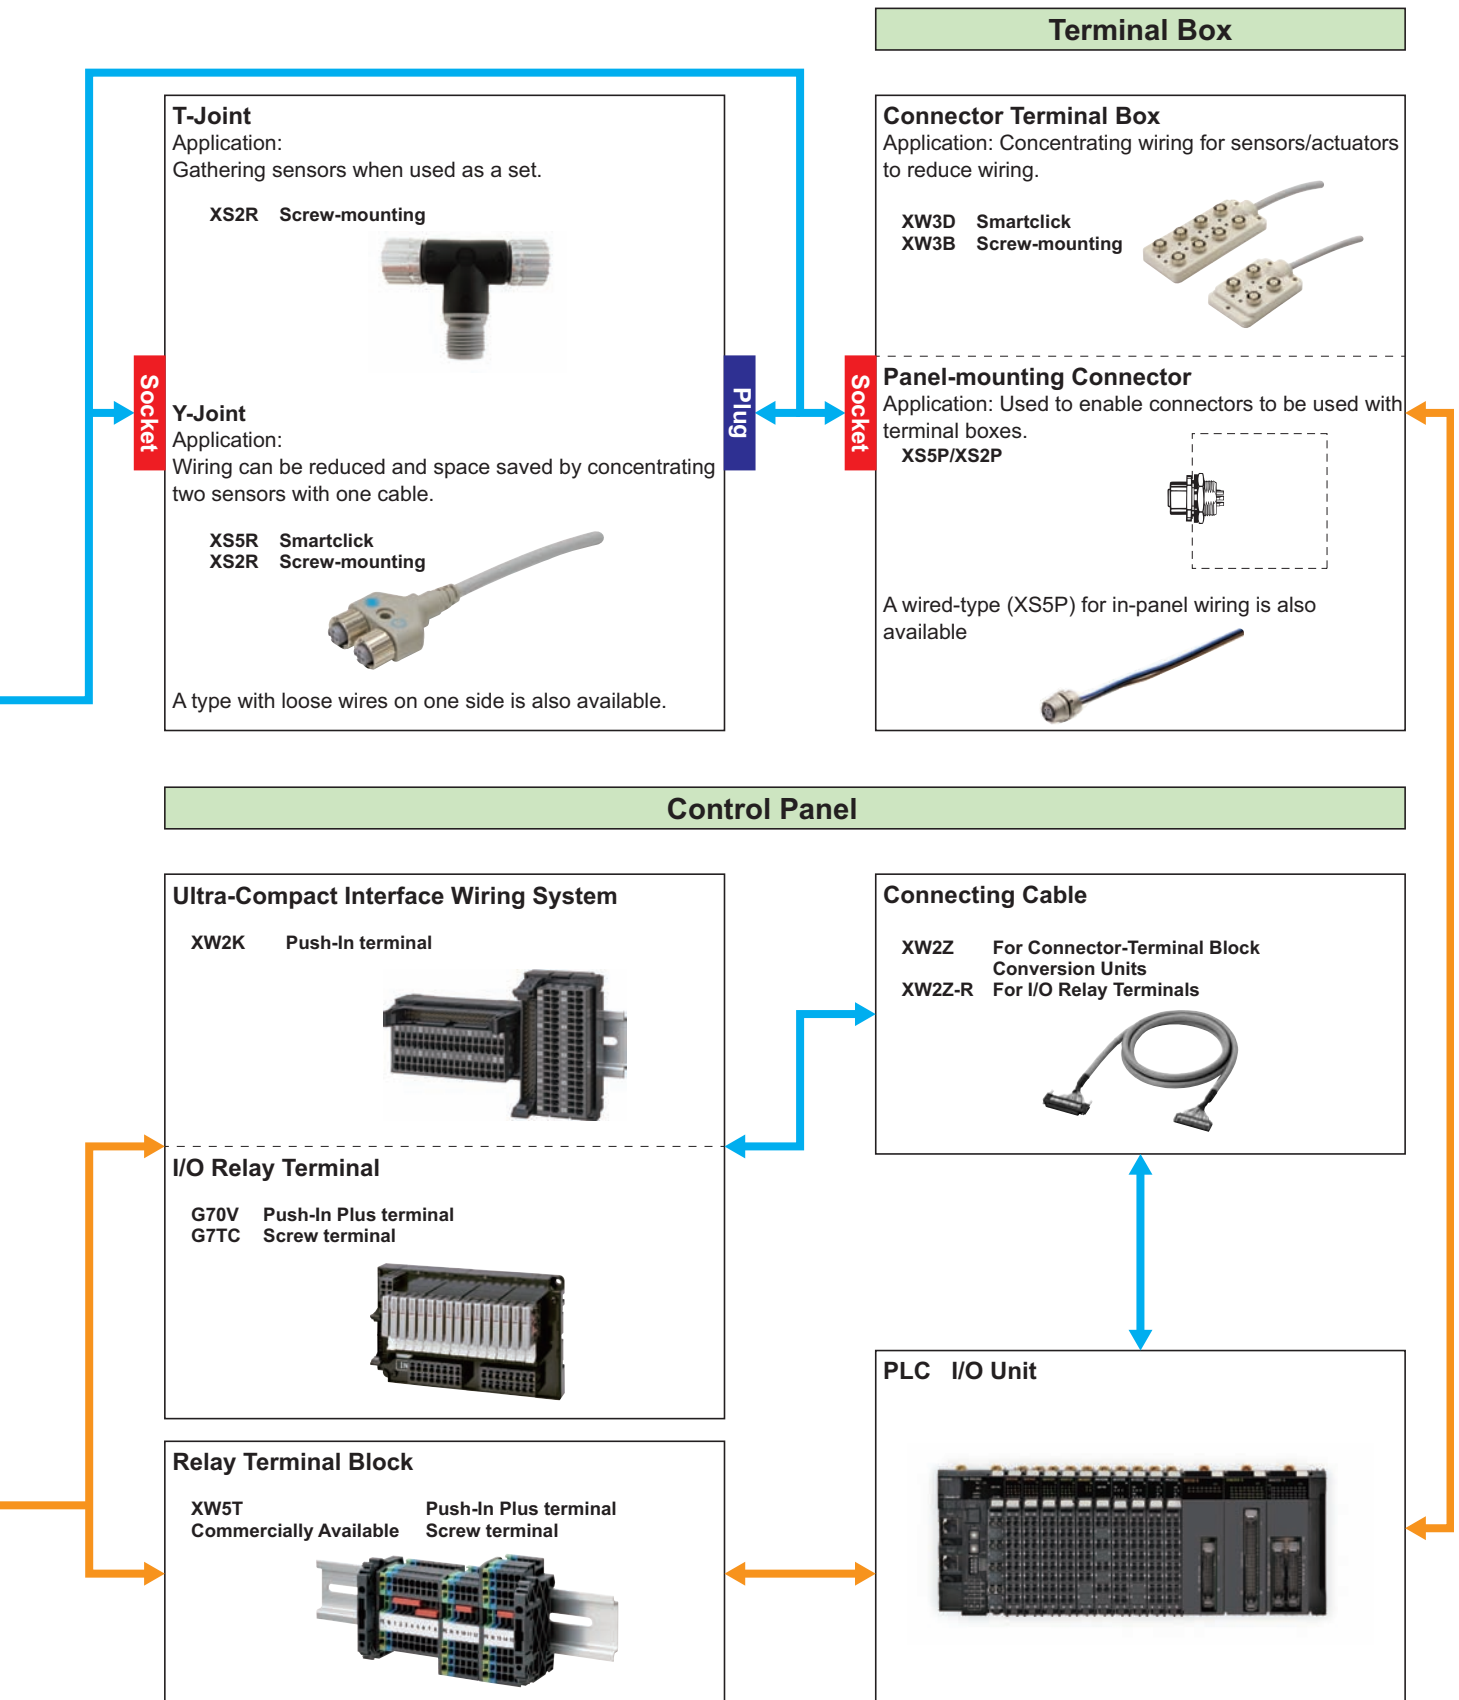 Terminal Box
T-Joint
Application:
Gathering sensors when used as a set.
XS2R Screw-mounting
Socket
Y-Joint
Application:
Wiring can be reduced and space saved by concentrating
two sensors with one cable.
XS5R Smartclick
XS2R Screw-mounting
A type with loose wires on one side is also available.
Plug
Connector Terminal Box
Application: Concentrating wiring for sensors/actuators
to reduce wiring.
XW3D Smartclick
XW3B Screw-mounting
Socket
Panel-mounting Connector
Application: Used to enable connectors to be used with
terminal boxes.
XS5P/XS2P
A wired-type (XS5P) for in-panel wiring is also
available
Control Panel
Ultra-Compact Interface Wiring System
XW2K Push-In terminal
I/O Relay Terminal
G70V Push-In Plus terminal
G7TC Screw terminal
IN
Relay Terminal Block
XW5T Push-In Plus terminal
Commercially Available Screw terminal
Connecting Cable
XW2Z For Connector-Terminal Block
Conversion Units
XW2Z-R For I/O Relay Terminals
PLC I/O Unit